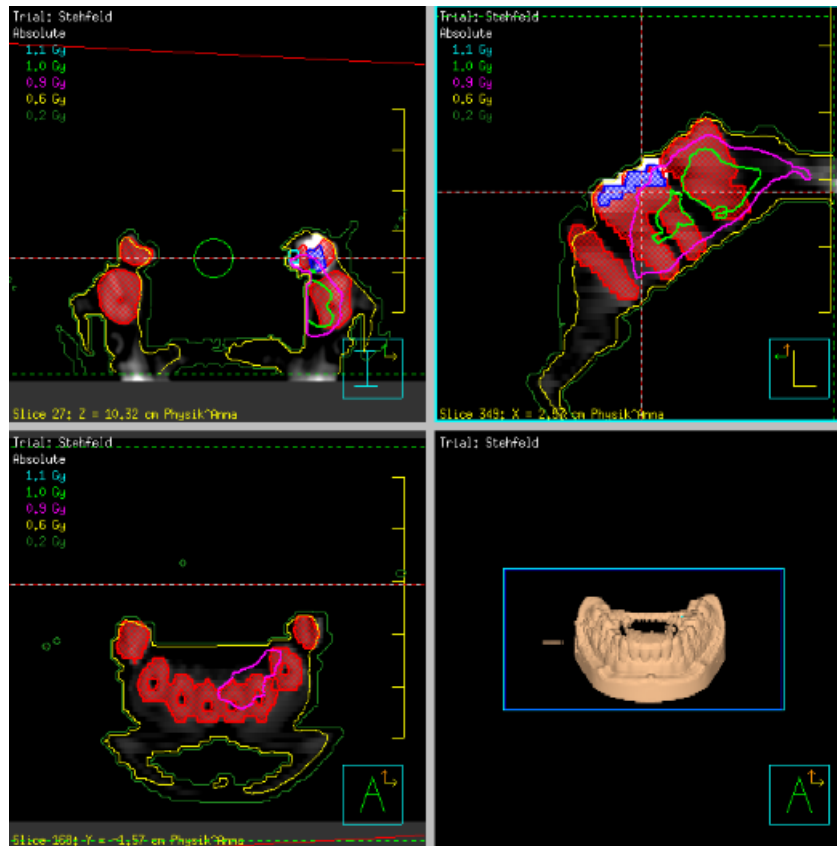 Trial: Stehfeld
Absolute
1.1 Gy
1.0 Gy
0.9 Gy
0.6 Gy
0.2 Gy
I
Slice 27: Z = 10.32 cm Physik^Anna
Trial: Stehfeld
Absolute
1.1 Gy
1.0 Gy
0.9 Gy
0.6 Gy
0.2 Gy
L
Slice 349: X = 2.57 cm Physik^Anna
Trial: Stehfeld
Absolute
1.1 Gy
1.0 Gy
0.9 Gy
0.6 Gy
0.2 Gy
A
Slice 168: Y = -1.57 cm Physik^Anna
Trial: Stehfeld
A